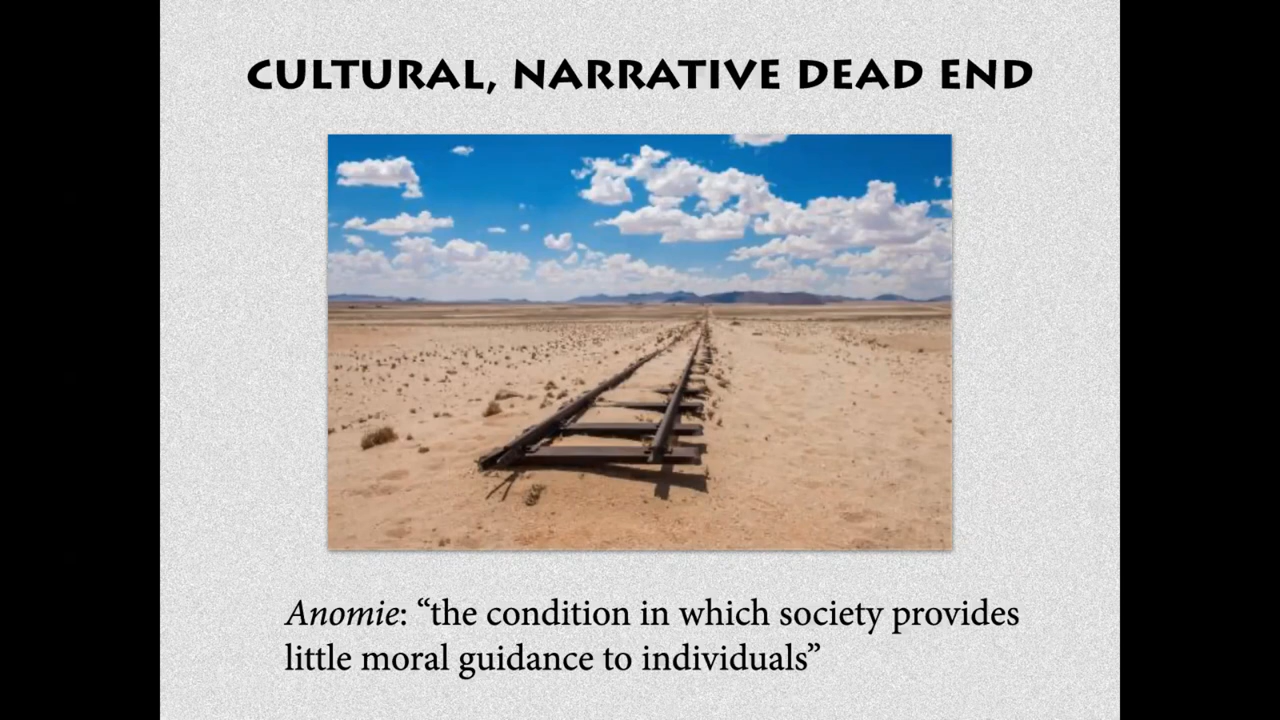 CULTURAL, NARRATIVE DEAD END
Anomie: “the condition in which society provides
little moral guidance to individuals”